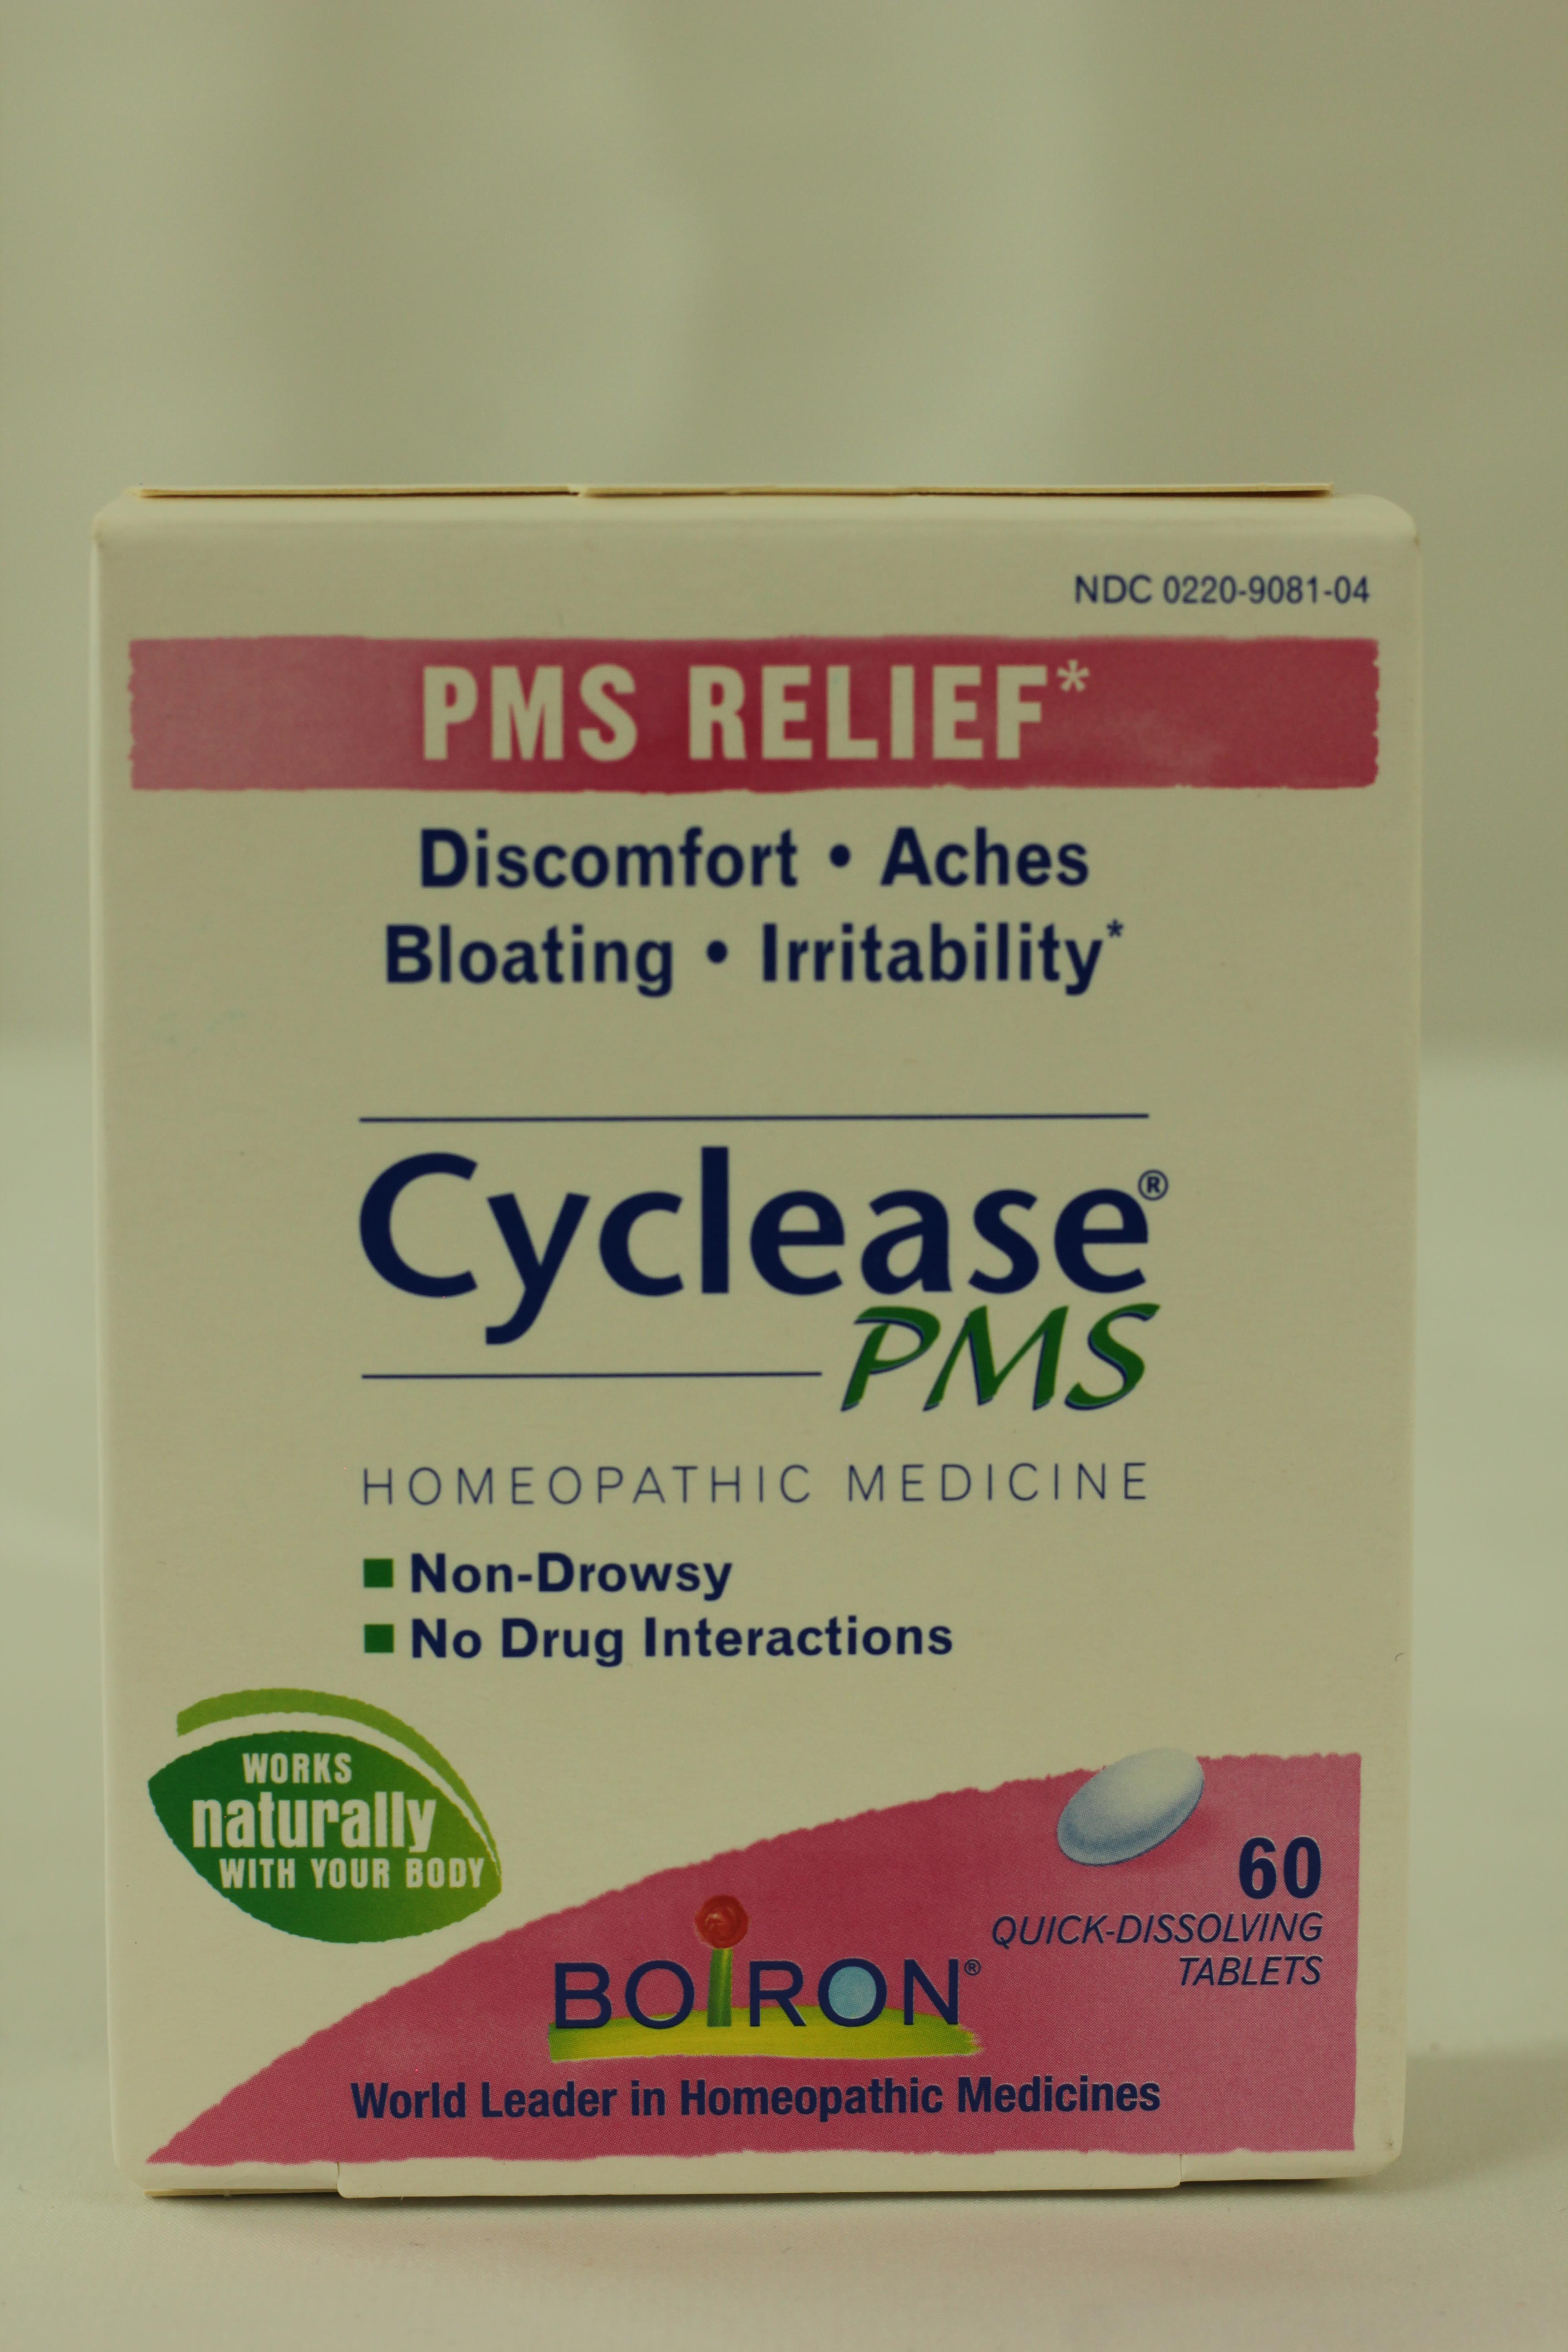 NDC 0220-9081-04
PMS RELIEF*
Discomfort • Aches
Bloating • Irritability*
Cyclease®
PMS
HOMEOPATHIC MEDICINE
■ Non-Drowsy
■ No Drug Interactions
WORKS
naturally
WITH YOUR BODY
60
QUICK-DISSOLVING
TABLETS
BOIRON®
World Leader in Homeopathic Medicines